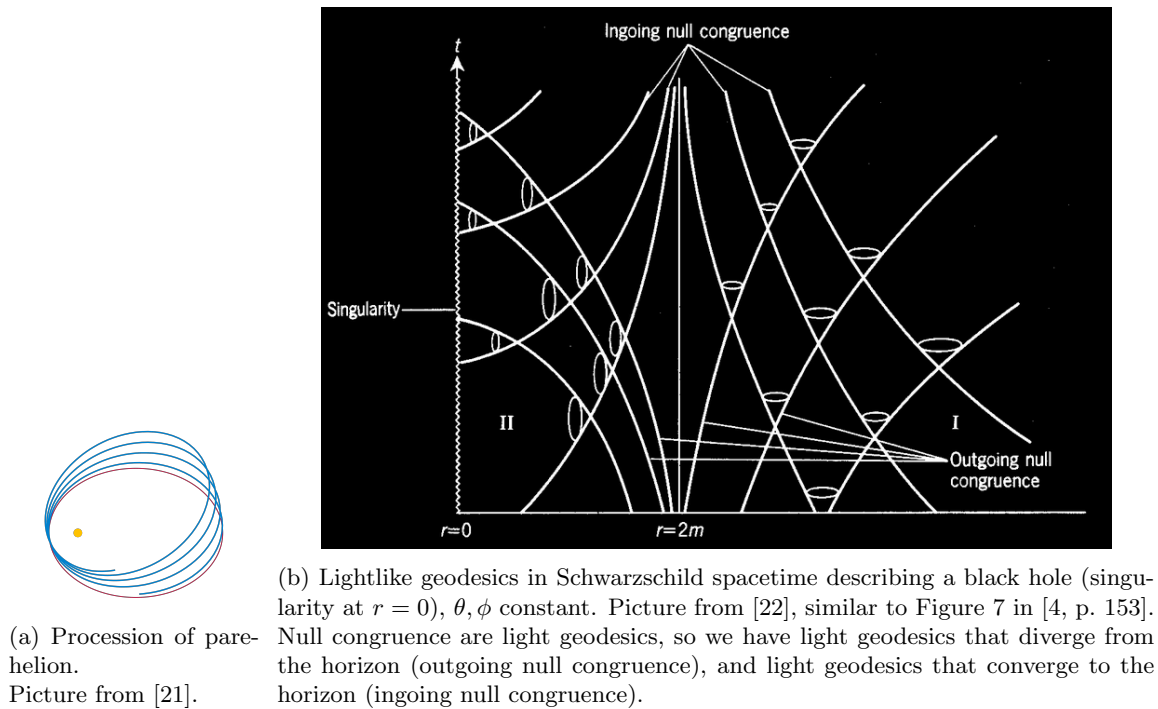 Ingoing null congruence
t
Singularity
II
I
Outgoing null
congruence
r=0
r=2m
(a) Procession of pare-
helion.
Picture from [21].
(b) Lightlike geodesics in Schwarzschild spacetime describing a black hole (singu-
larity at r = 0), θ, ϕ constant. Picture from [22], similar to Figure 7 in [4, p. 153].
Null congruence are light geodesics, so we have light geodesics that diverge from
the horizon (outgoing null congruence), and light geodesics that converge to the
horizon (ingoing null congruence).